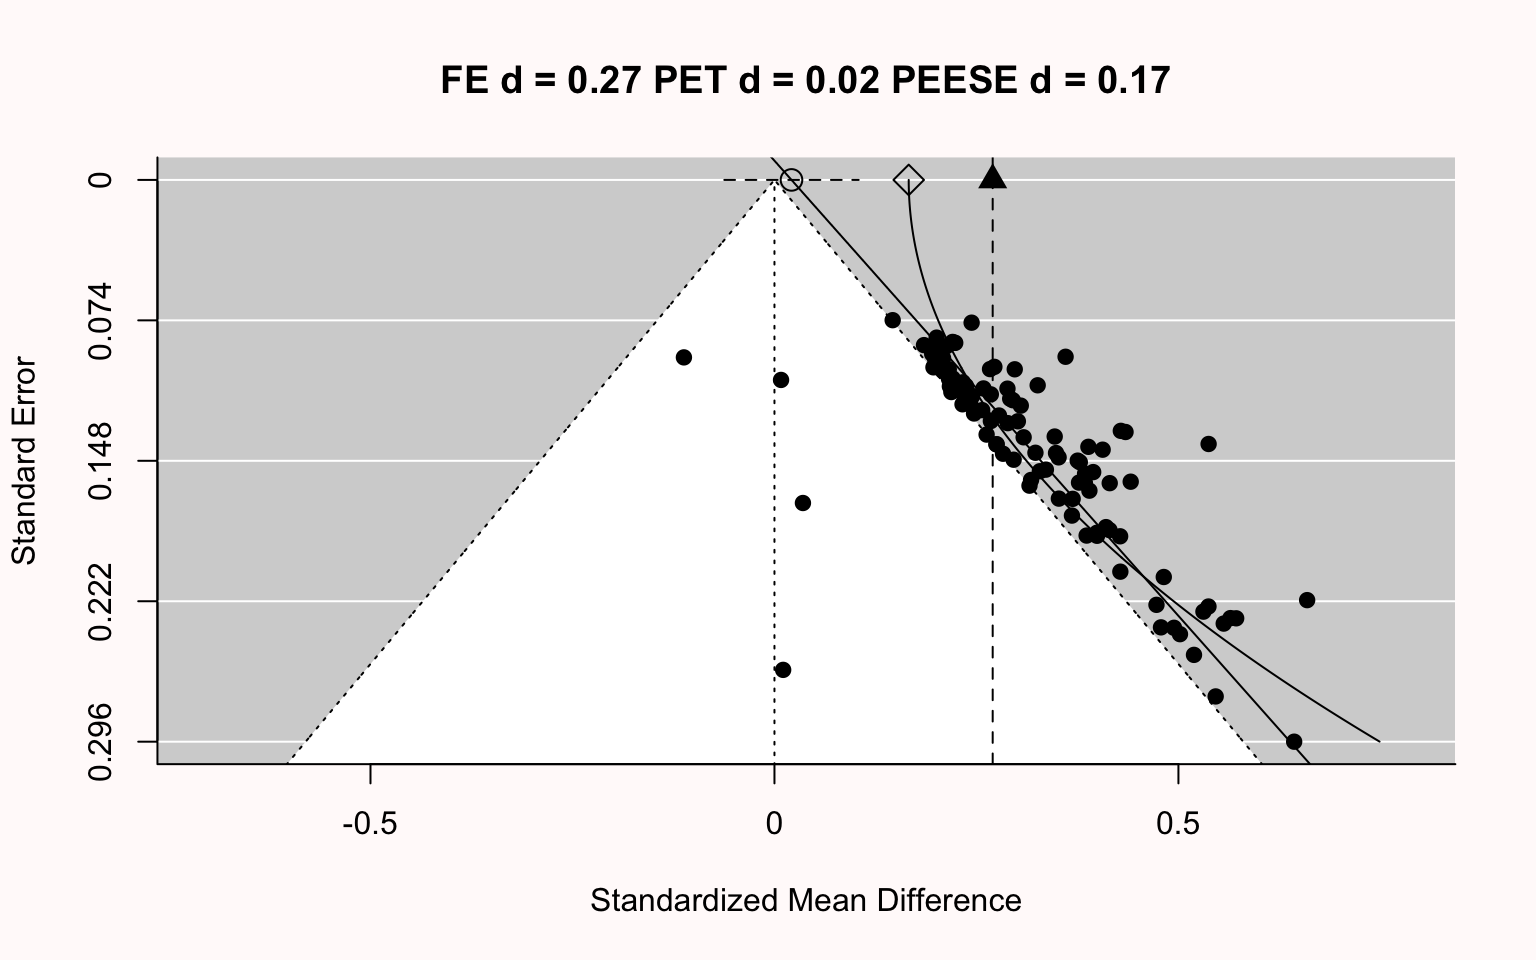 FE d = 0.27 PET d = 0.02 PEESE d = 0.17
Standard Error
0
0.074
0.148
0.222
0.296
-0.5
0
0.5
Standardized Mean Difference